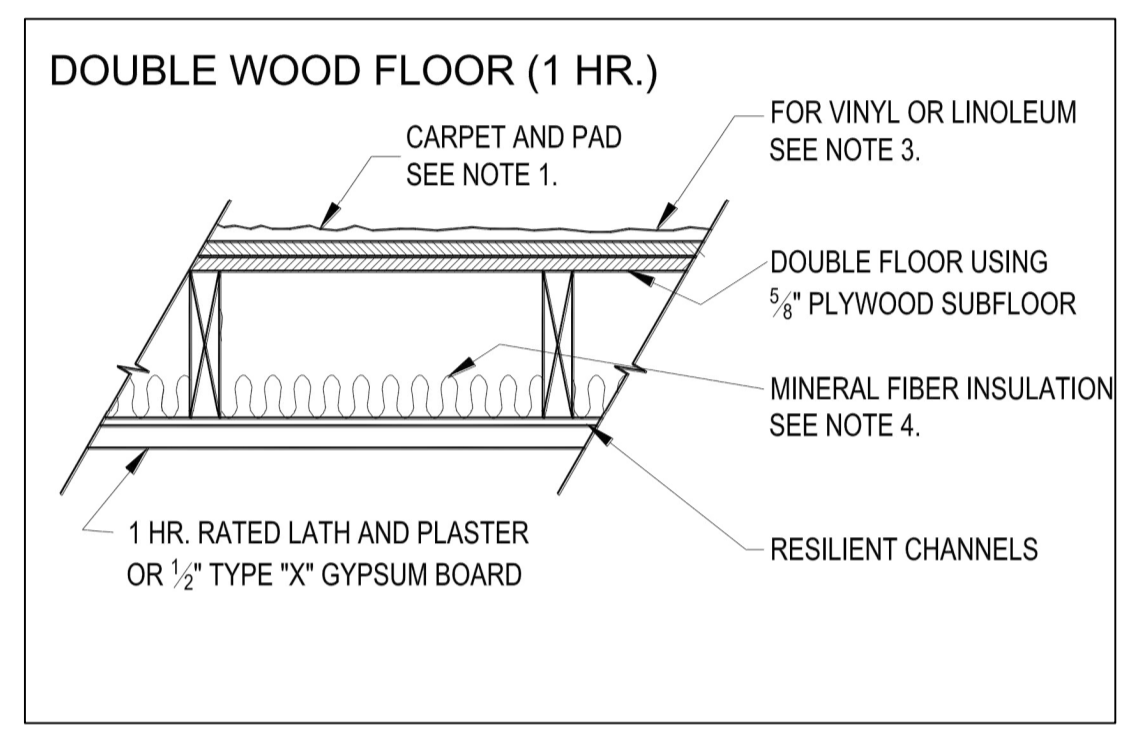 DOUBLE WOOD FLOOR (1 HR.)
CARPET AND PAD
SEE NOTE 1.
FOR VINYL OR LINOLEUM
SEE NOTE 3.
DOUBLE FLOOR USING
5/8" PLYWOOD SUBFLOOR
MINERAL FIBER INSULATION
SEE NOTE 4.
RESILIENT CHANNELS
1 HR. RATED LATH AND PLASTER
OR 1/2" TYPE "X" GYPSUM BOARD